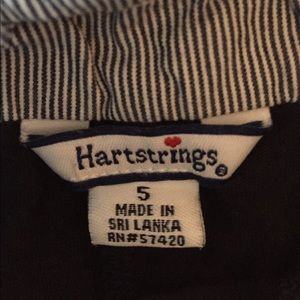 Hartstrings®
5
MADE IN
SRI LANKA
RN#57420